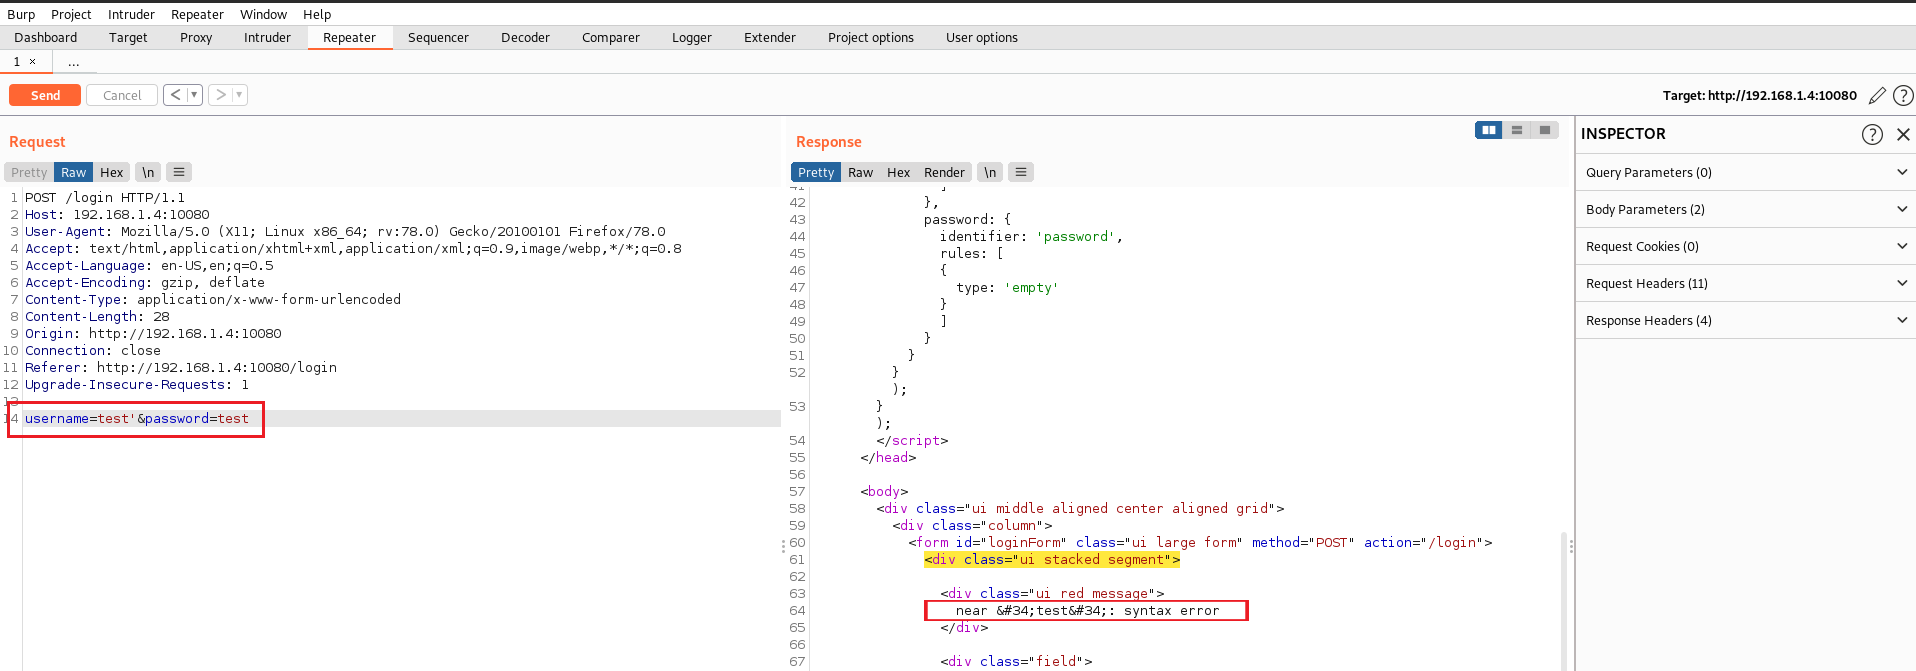 Burp Project Intruder Repeater Window Help
Dashboard Target Proxy Intruder Repeater Sequencer Decoder Comparer Logger Extender Project options User options
1 × ...
Send Cancel < > Target: http://192.168.1.4:10080 ?
Request
Pretty Raw Hex \n
1 POST /login HTTP/1.1
2 Host: 192.168.1.4:10080
3 User-Agent: Mozilla/5.0 (X11; Linux x86_64; rv:78.0) Gecko/20100101 Firefox/78.0
4 Accept: text/html,application/xhtml+xml,application/xml;q=0.9,image/webp,*/*;q=0.8
5 Accept-Language: en-US,en;q=0.5
6 Accept-Encoding: gzip, deflate
7 Content-Type: application/x-www-form-urlencoded
8 Content-Length: 28
9 Origin: http://192.168.1.4:10080
10 Connection: close
11 Referer: http://192.168.1.4:10080/login
12 Upgrade-Insecure-Requests: 1
13
14 username=test'&password=test
Response
Pretty Raw Hex Render \n
41 ]
42 },
43 password: {
44 identifier: 'password',
45 rules: [
46 {
47 type: 'empty'
48 }
49 ]
50 }
51 }
52 }
);
53 }
);
54 </script>
55 </head>
56
57 <body>
58 <div class="ui middle aligned center aligned grid">
59 <div class="column">
60 <form id="loginForm" class="ui large form" method="POST" action="/login">
61 <div class="ui stacked segment">
62
63 <div class="ui red message">
64 near &#34;test&#34;: syntax error
65 </div>
66
67 <div class="field">
INSPECTOR ?
Query Parameters (0)
Body Parameters (2)
Request Cookies (0)
Request Headers (11)
Response Headers (4)